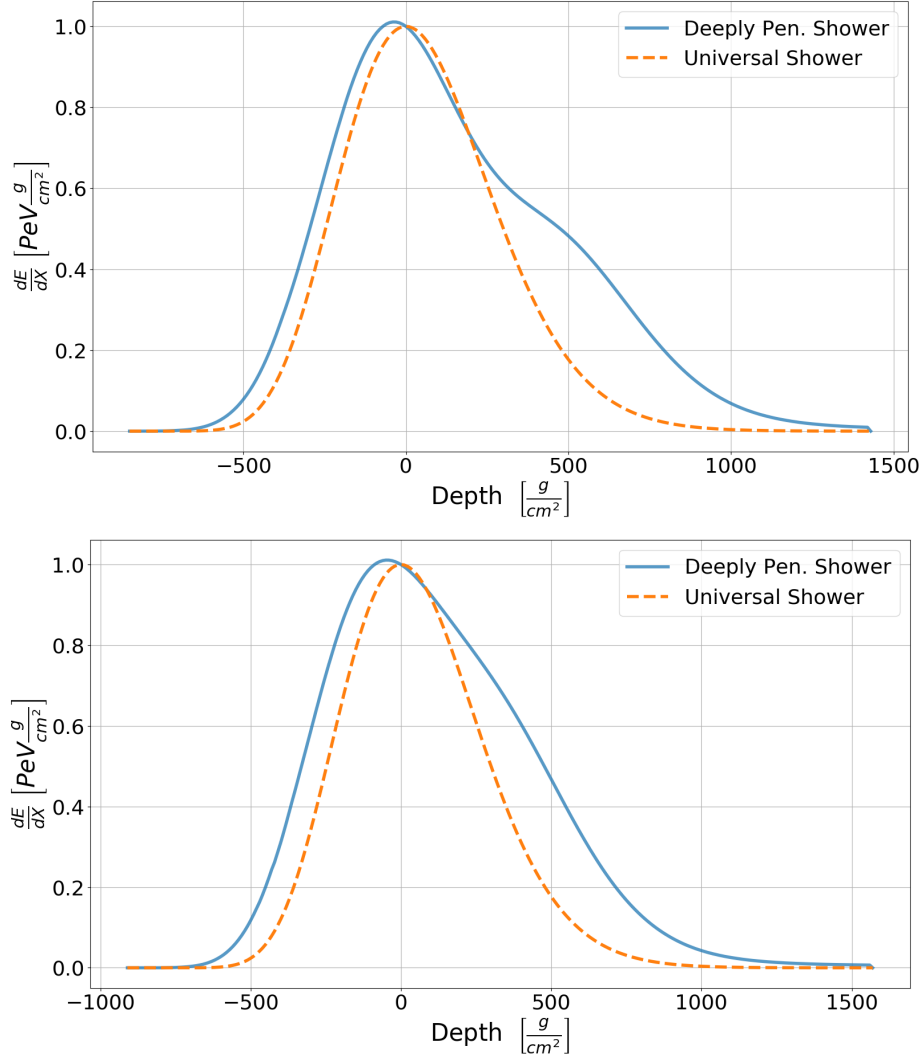 Deeply Pen. Shower
Universal Shower
1.0
0.8
0.6
0.4
0.2
0.0
dE/dX [PeV g/cm²]
−500 0 500 1000 1500
Depth [g/cm²]
Deeply Pen. Shower
Universal Shower
1.0
0.8
0.6
0.4
0.2
0.0
dE/dX [PeV g/cm²]
−1000 −500 0 500 1000 1500
Depth [g/cm²]